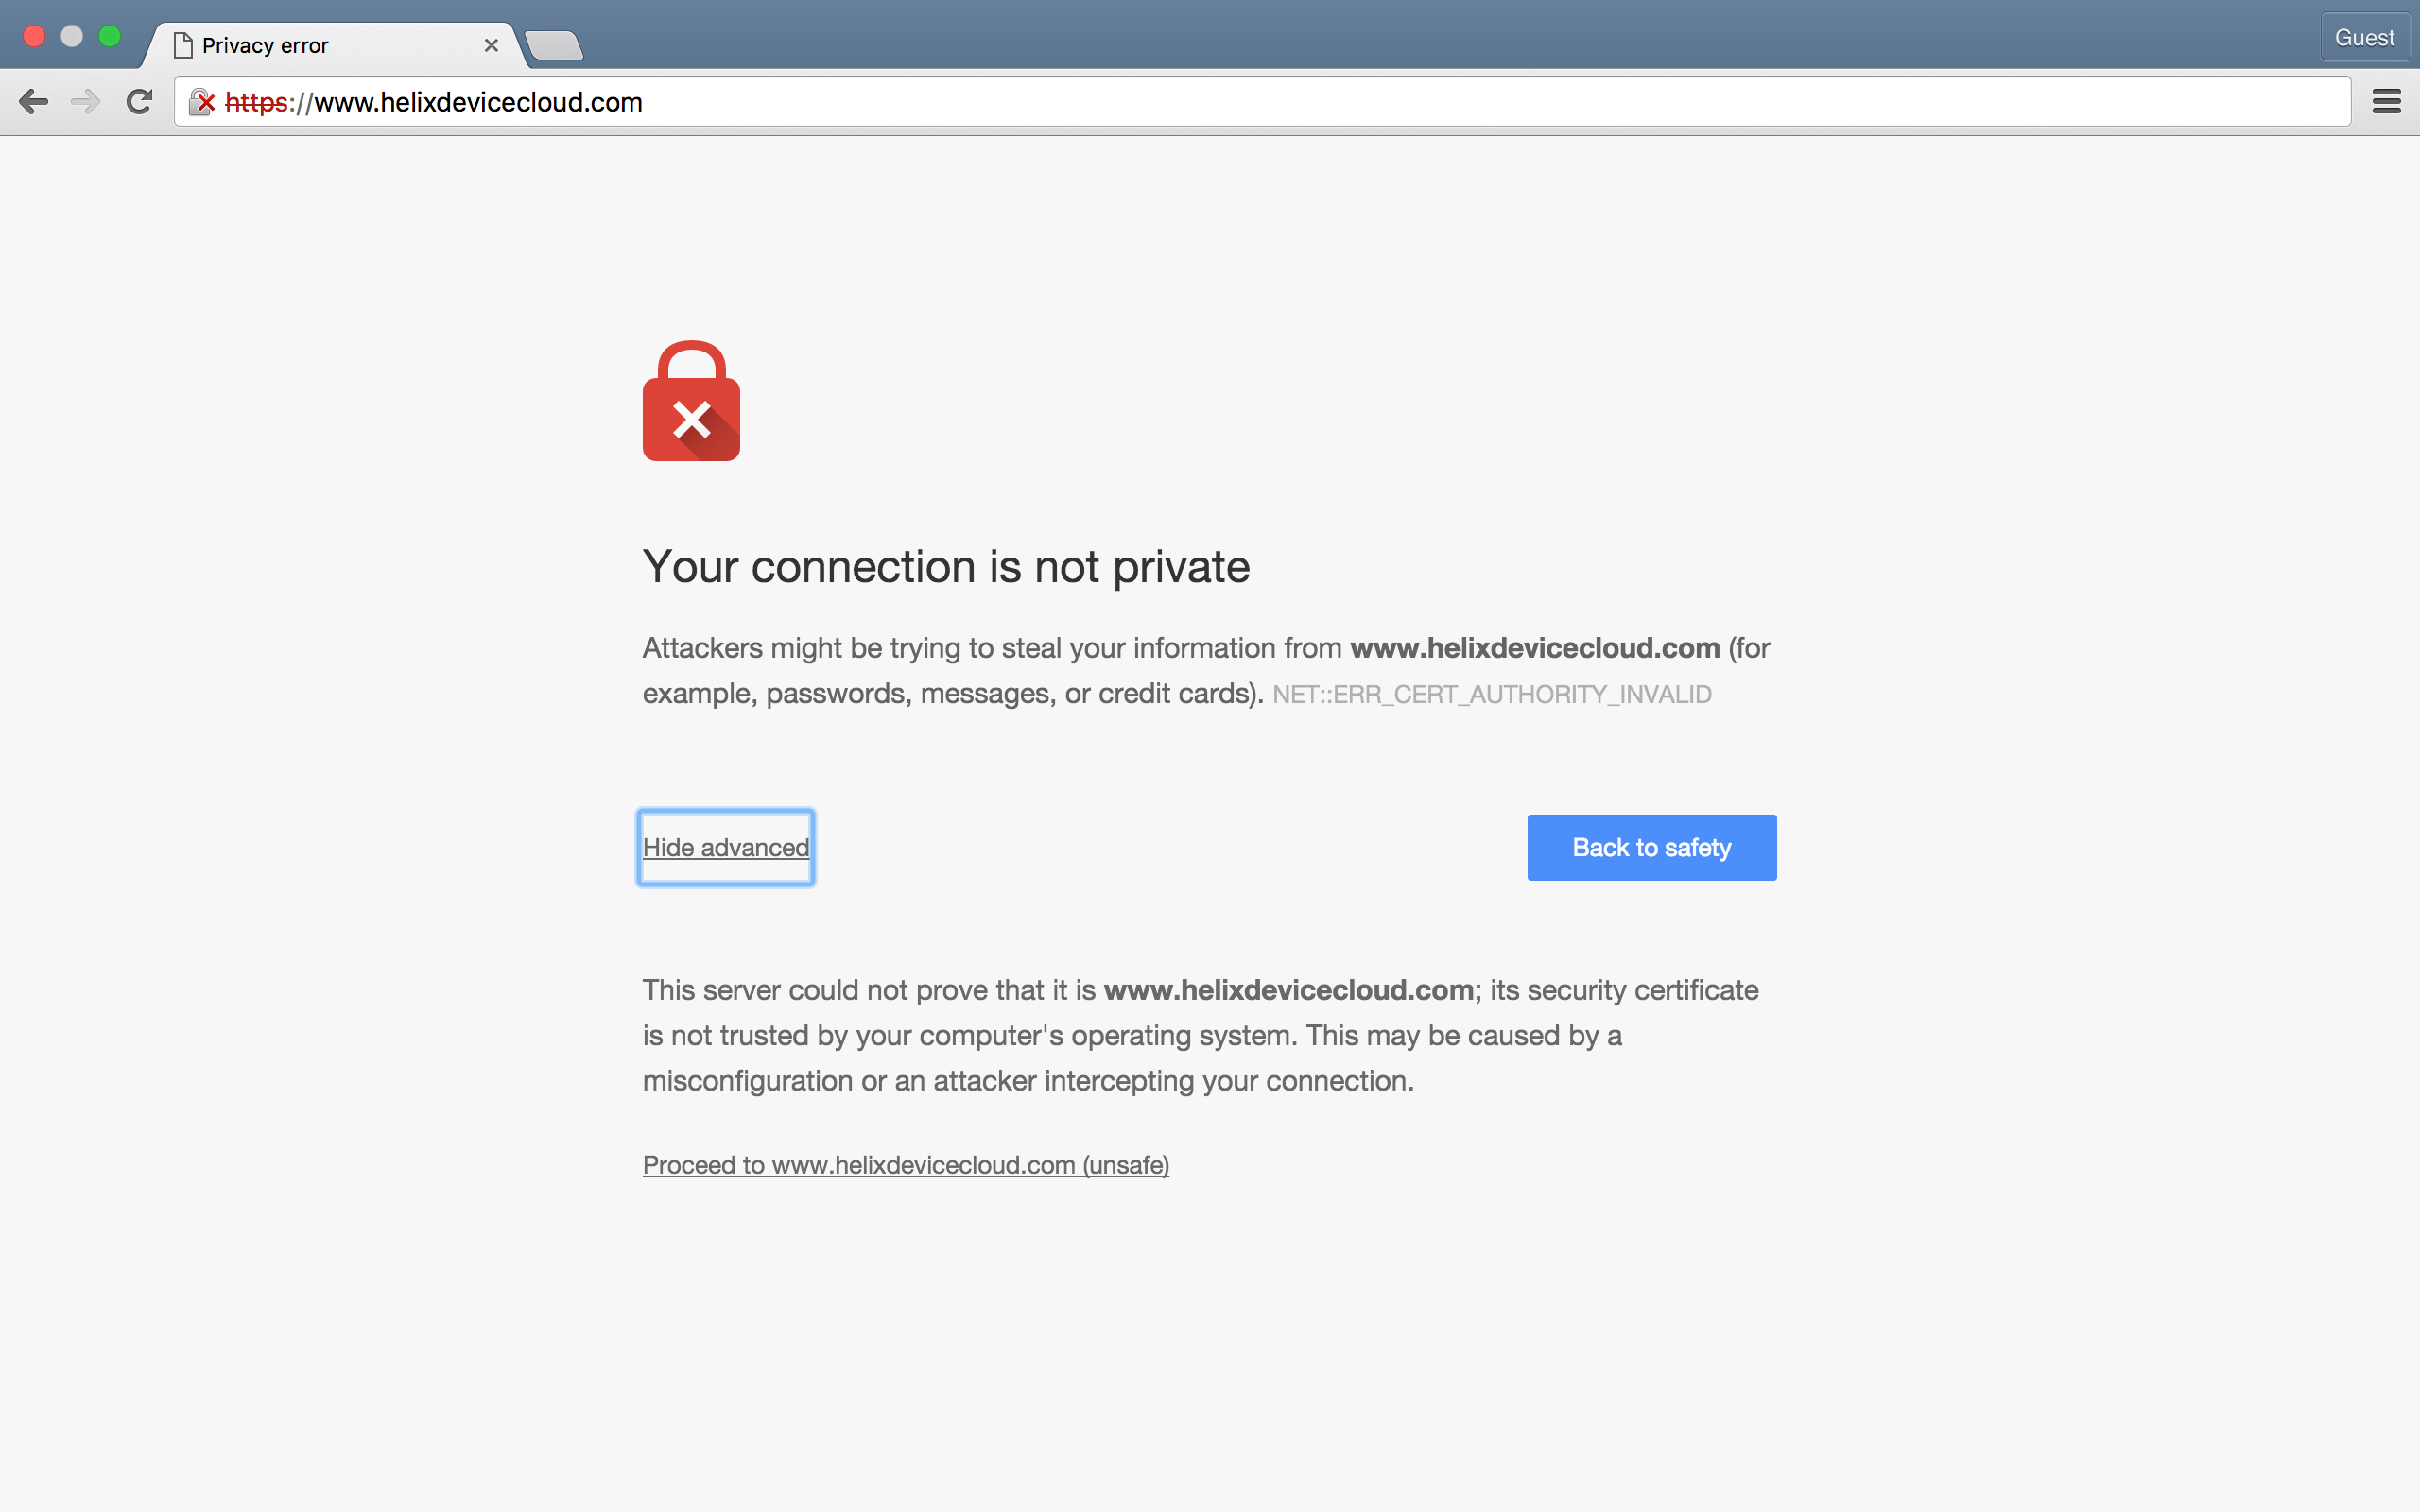 Privacy error
Guest
https://www.helixdevicecloud.com
Your connection is not private
Attackers might be trying to steal your information from www.helixdevicecloud.com (for
example, passwords, messages, or credit cards). NET::ERR_CERT_AUTHORITY_INVALID
Hide advanced
Back to safety
This server could not prove that it is www.helixdevicecloud.com; its security certificate
is not trusted by your computer's operating system. This may be caused by a
misconfiguration or an attacker intercepting your connection.
Proceed to www.helixdevicecloud.com (unsafe)